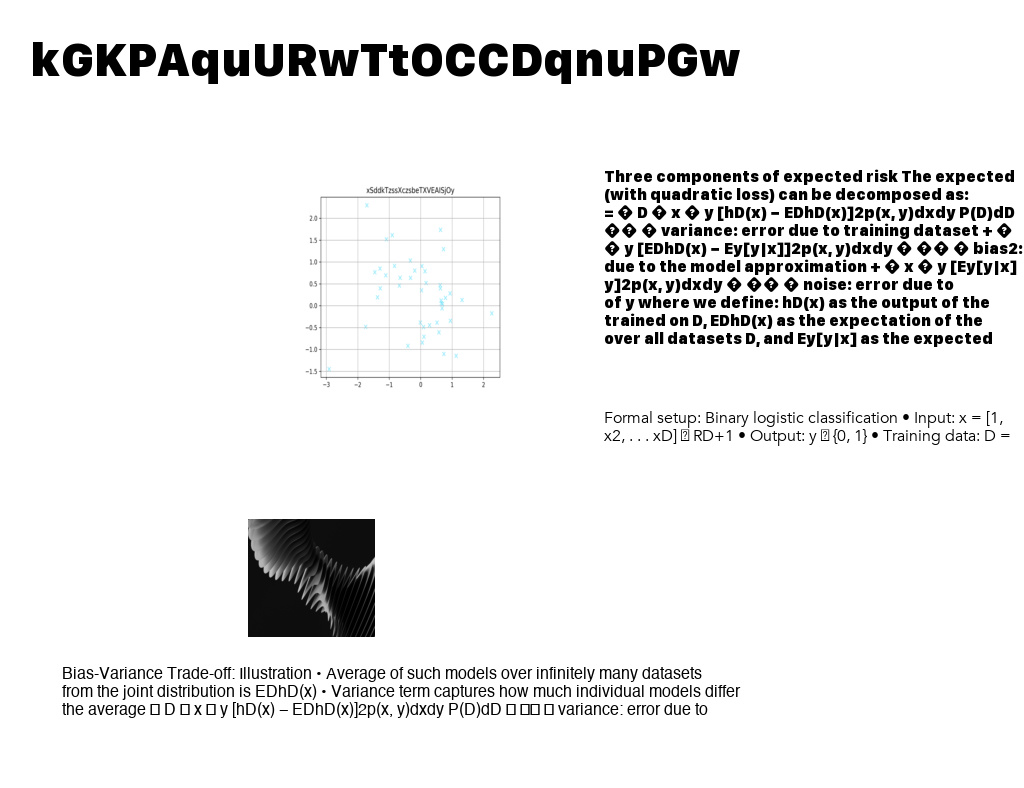 kGKPAquURwTtOCCDqnuPGw
xSddkTzssXczsbeTXVEAISjOy
2.0
1.5
1.0
0.5
0.0
−0.5
−1.0
−1.5
−3 −2 −1 0 1 2
Three components of expected risk The expected
(with quadratic loss) can be decomposed as:
= � D � x � y [hD(x) − EDhD(x)]2p(x, y)dxdy P(D)dD
� � � variance: error due to training dataset + �
� y [EDhD(x) − Ey[y|x]]2p(x, y)dxdy � � � � bias2:
due to the model approximation + � x � y [Ey[y|x]
y]2p(x, y)dxdy � � � � noise: error due to
of y where we define: hD(x) as the output of the
trained on D, EDhD(x) as the expectation of the
over all datasets D, and Ey[y|x] as the expected
Formal setup: Binary logistic classification • Input: x = [1,
x2, . . . xD] � RD+1 • Output: y � {0, 1} • Training data: D =
Bias-Variance Trade-off: Illustration • Average of such models over infinitely many datasets
from the joint distribution is EDhD(x) • Variance term captures how much individual models differ
the average � D � x � y [hD(x) − EDhD(x)]2p(x, y)dxdy P(D)dD � �� � variance: error due to